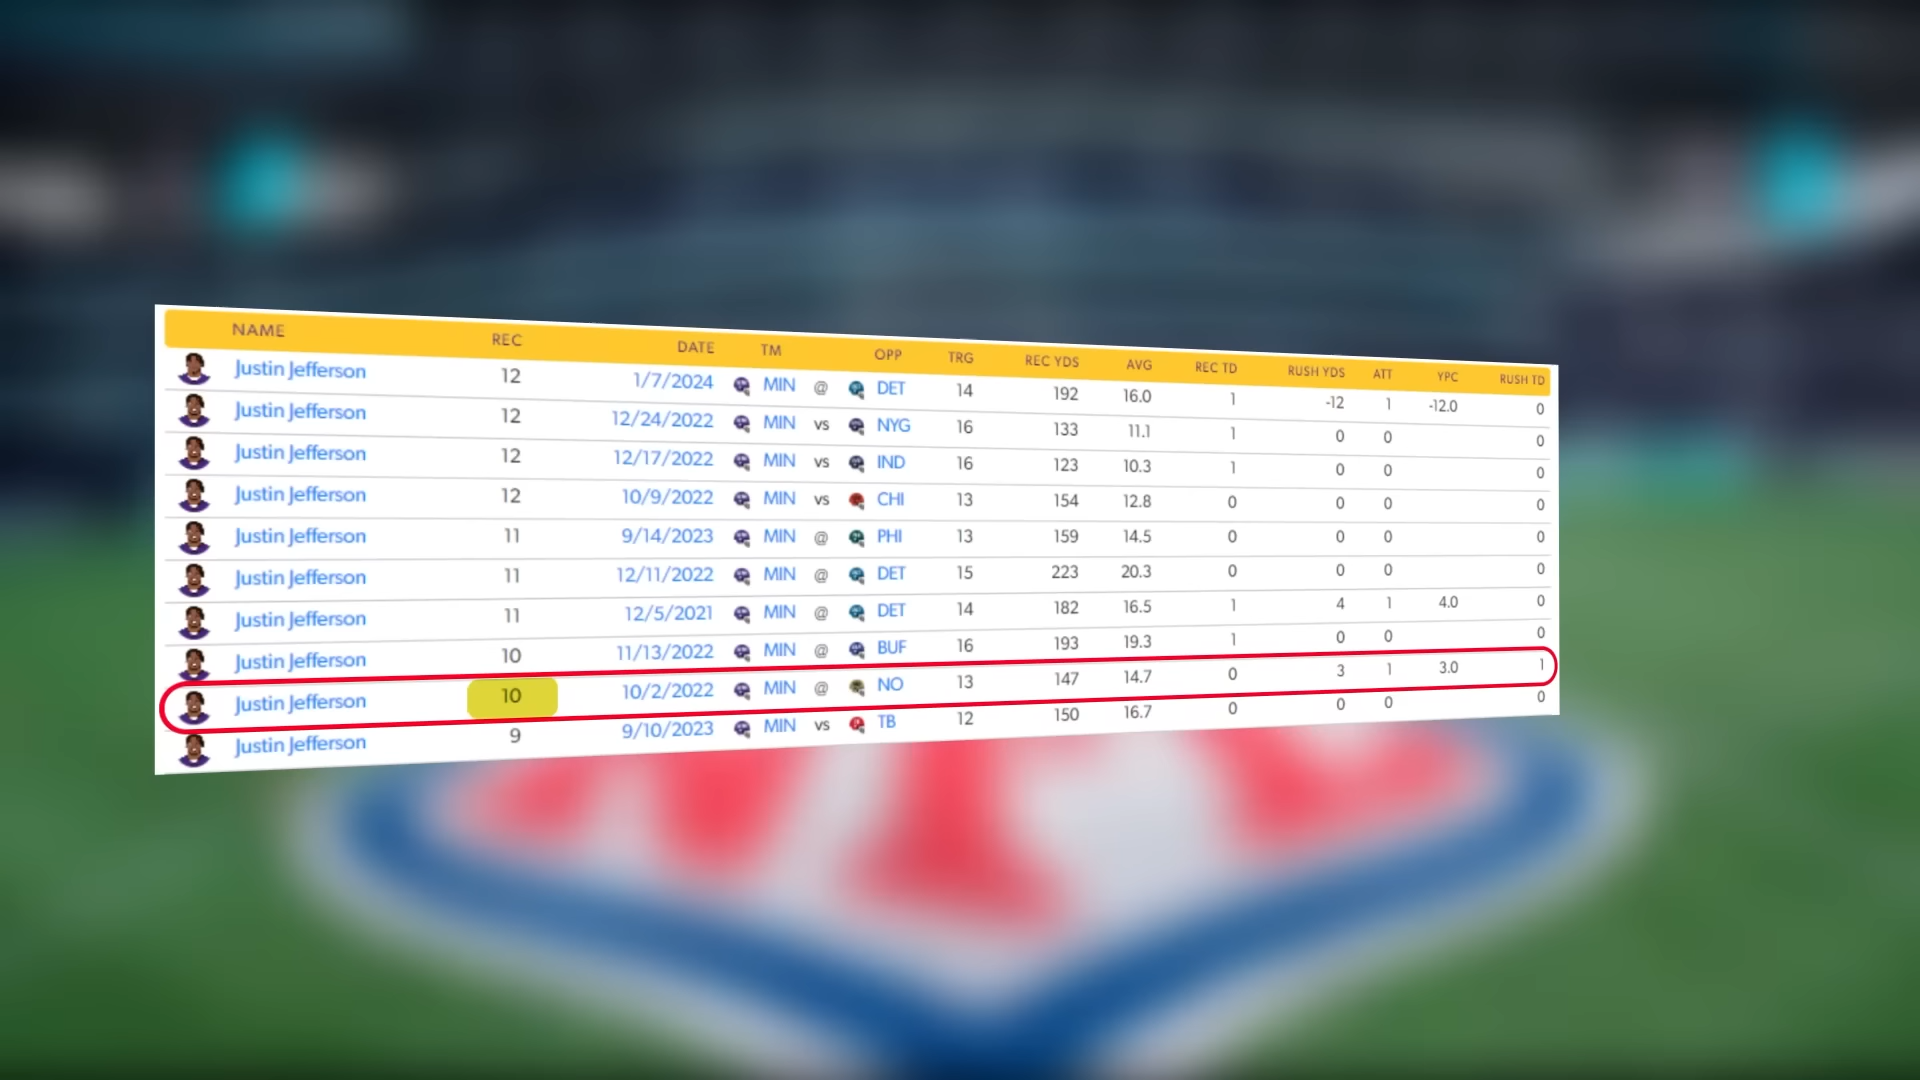 NAME REC DATE TM OPP TRG REC YDS AVG REC TD RUSH YDS ATT YPC RUSH TD
Justin Jefferson 12 1/7/2024 MIN @ DET 14 192 16.0 1 -12 1 -12.0 0
Justin Jefferson 12 12/24/2022 MIN vs NYG 16 133 11.1 1 0 0 0
Justin Jefferson 12 12/17/2022 MIN vs IND 16 123 10.3 1 0 0 0
Justin Jefferson 12 10/9/2022 MIN vs CHI 13 154 12.8 0 0 0 0
Justin Jefferson 11 9/14/2023 MIN @ PHI 13 159 14.5 0 0 0 0
Justin Jefferson 11 12/11/2022 MIN @ DET 15 223 20.3 0 0 0 0
Justin Jefferson 11 12/5/2021 MIN @ DET 14 182 16.5 1 4 1 4.0 0
Justin Jefferson 10 11/13/2022 MIN @ BUF 16 193 19.3 1 0 0 0
Justin Jefferson 10 10/2/2022 MIN @ NO 13 147 14.7 0 3 1 3.0 1
Justin Jefferson 9 9/10/2023 MIN vs TB 12 150 16.7 0 0 0 0